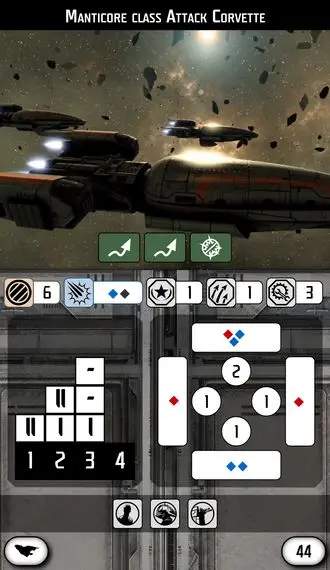 Manticore class Attack Corvette
6 1 1 3
-
II -
II I I
1 2 3 4
2
1 1
1
44